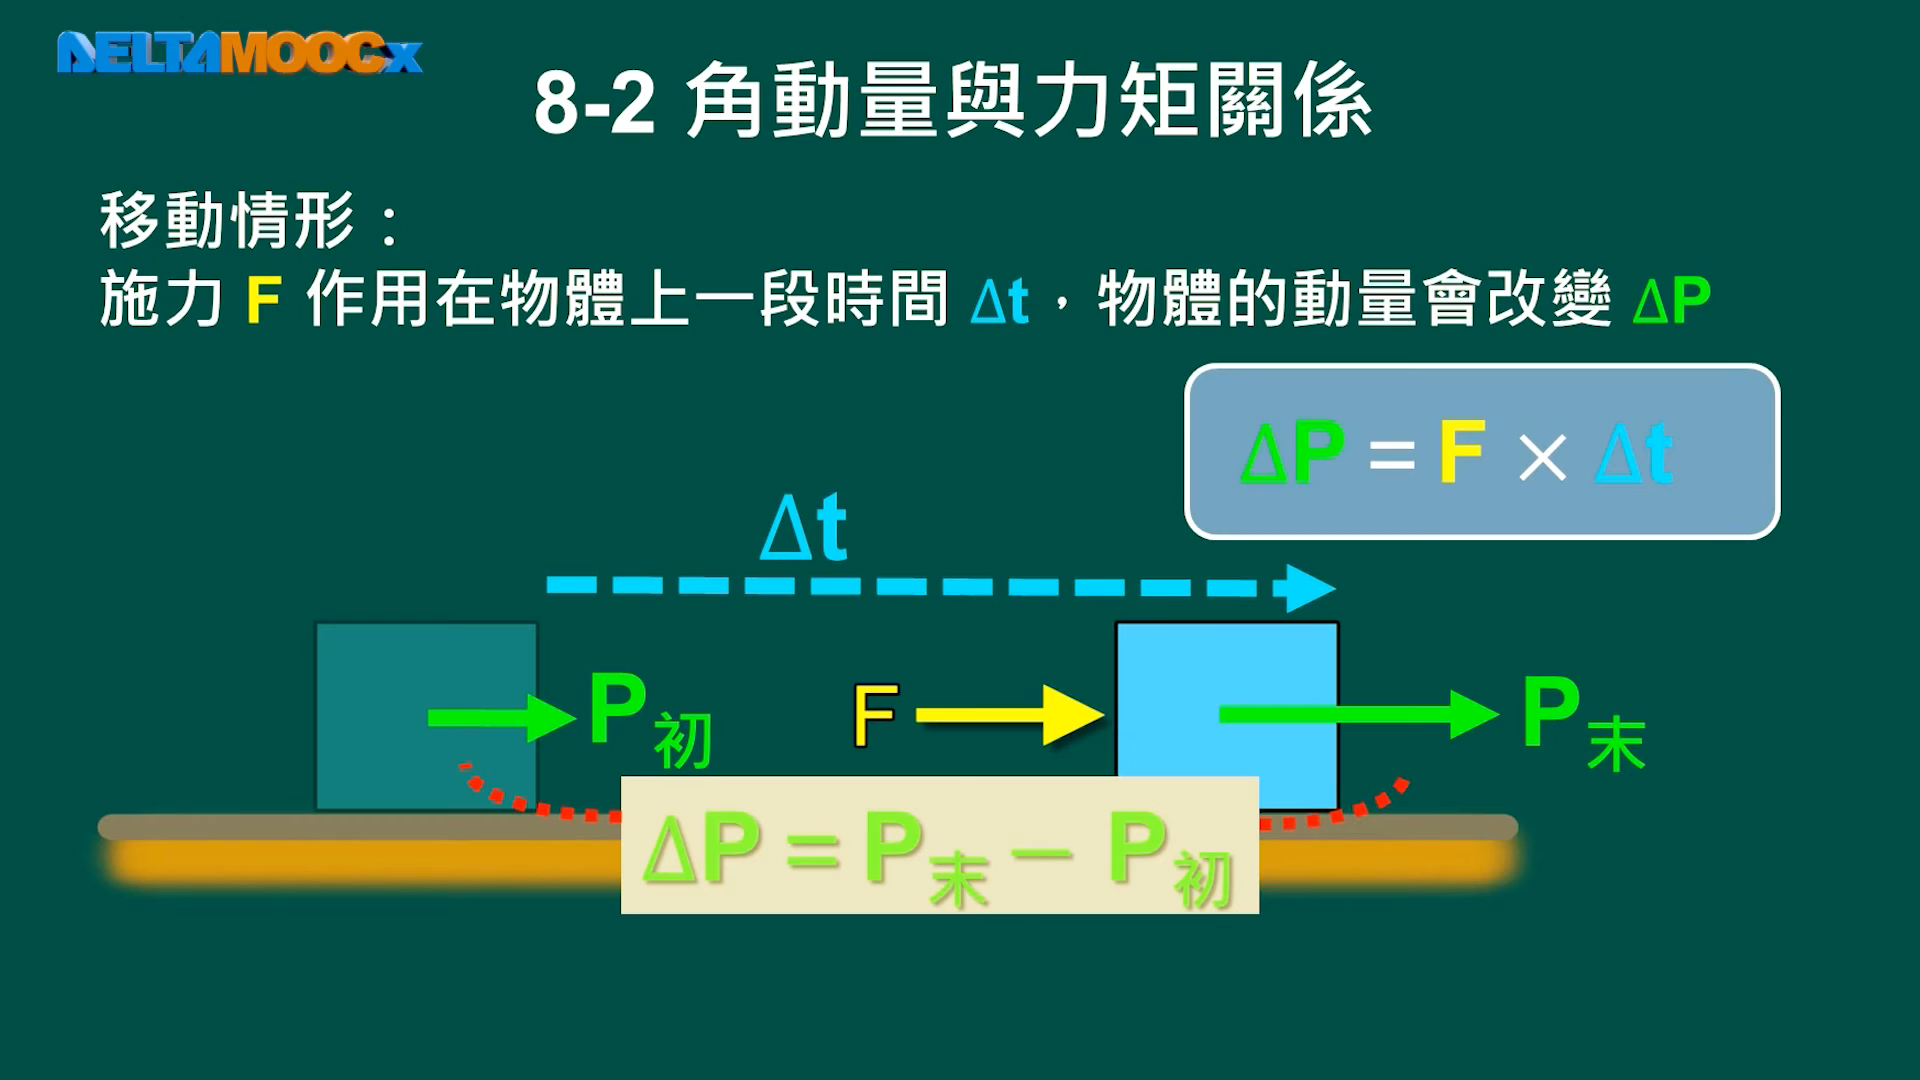 DELTAMOOCx
8-2 角動量與力矩關係
移動情形：
施力 F 作用在物體上一段時間 Δt，物體的動量會改變 ΔP
ΔP = F × Δt
Δt
P初
F
P末
ΔP = P末 − P初